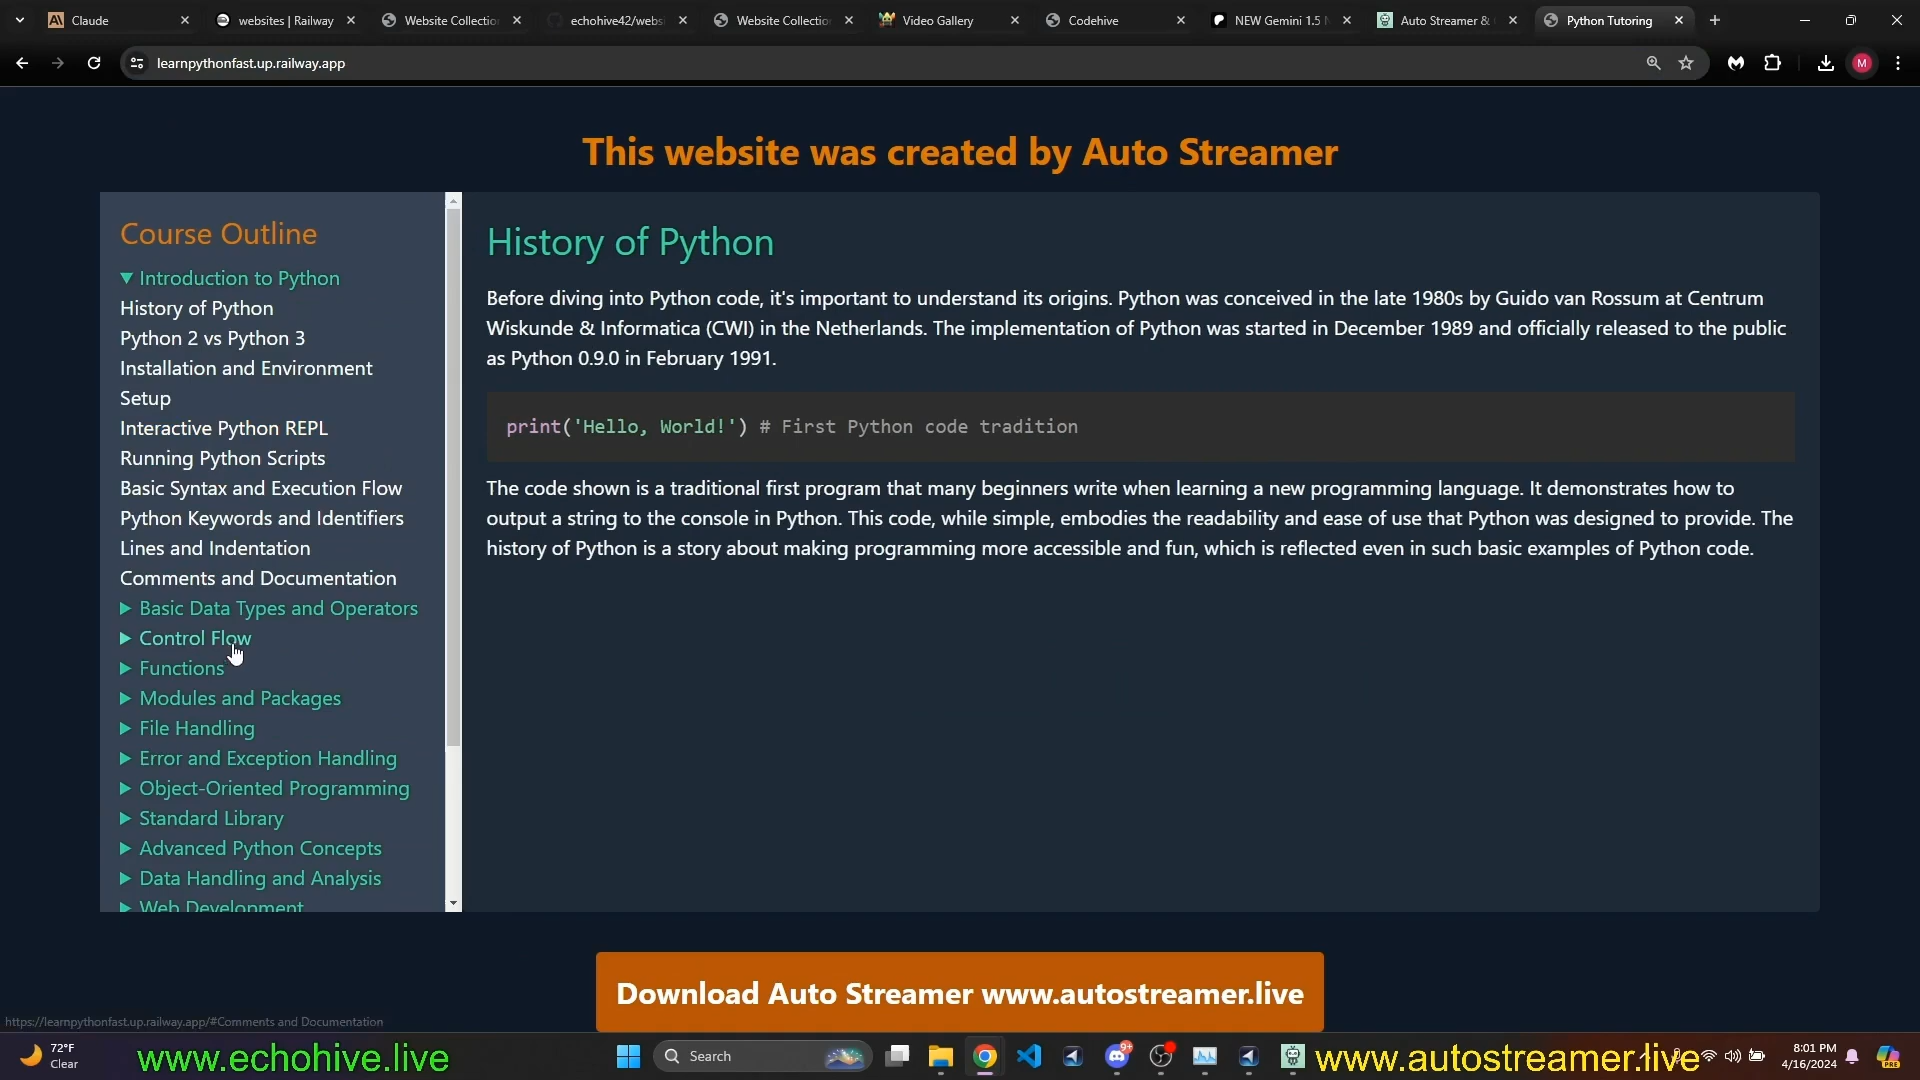 Claude
websites | Railway
Website Collectio
echohive42/webs
Website Collectio
Video Gallery
Codehive
NEW Gemini 1.5
Auto Streamer &
Python Tutoring
learnpythonfast.up.railway.app
M
This website was created by Auto Streamer
Course Outline
Introduction to Python
History of Python
Python 2 vs Python 3
Installation and Environment
Setup
Interactive Python REPL
Running Python Scripts
Basic Syntax and Execution Flow
Python Keywords and Identifiers
Lines and Indentation
Comments and Documentation
Basic Data Types and Operators
Control Flow
Functions
Modules and Packages
File Handling
Error and Exception Handling
Object-Oriented Programming
Standard Library
Advanced Python Concepts
Data Handling and Analysis
Web Development
History of Python
Before diving into Python code, it's important to understand its origins. Python was conceived in the late 1980s by Guido van Rossum at Centrum
Wiskunde & Informatica (CWI) in the Netherlands. The implementation of Python was started in December 1989 and officially released to the public
as Python 0.9.0 in February 1991.
print('Hello, World!') # First Python code tradition
The code shown is a traditional first program that many beginners write when learning a new programming language. It demonstrates how to
output a string to the console in Python. This code, while simple, embodies the readability and ease of use that Python was designed to provide. The
history of Python is a story about making programming more accessible and fun, which is reflected even in such basic examples of Python code.
Download Auto Streamer www.autostreamer.live
https://learnpythonfast.up.railway.app/#Comments and Documentation
72°F
Clear
www.echohive.live
Search
9+
www.autostreamer.live
8:01 PM
4/16/2024
PRE